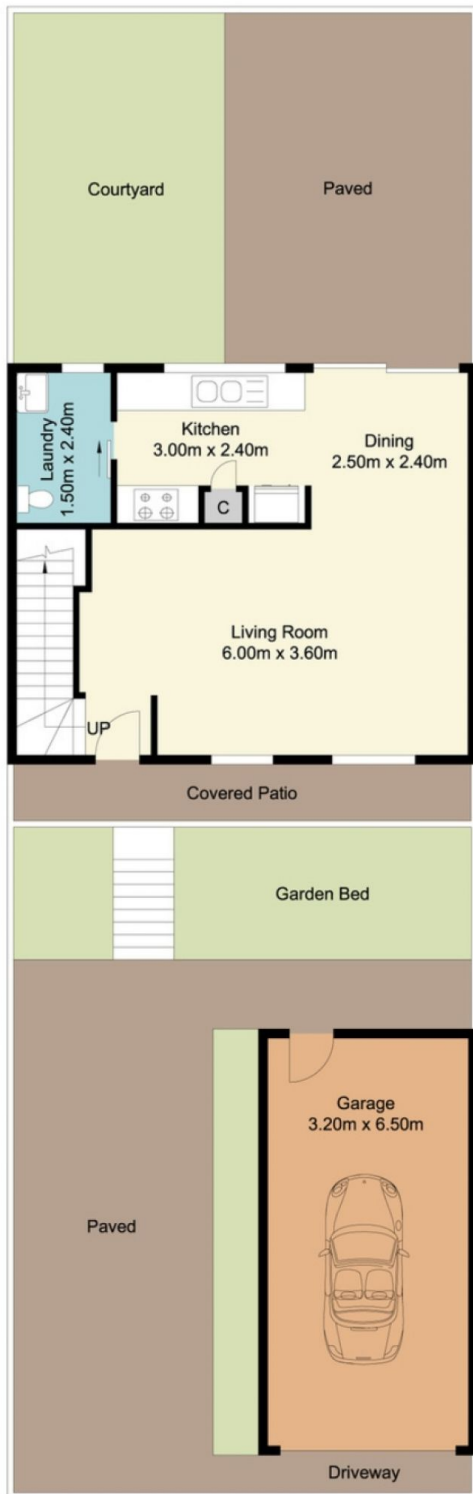 Courtyard
Paved
Laundry
1.50m x 2.40m
Kitchen
3.00m x 2.40m
Dining
2.50m x 2.40m
C
Living Room
6.00m x 3.60m
UP
Covered Patio
Garden Bed
Garage
3.20m x 6.50m
Paved
Driveway